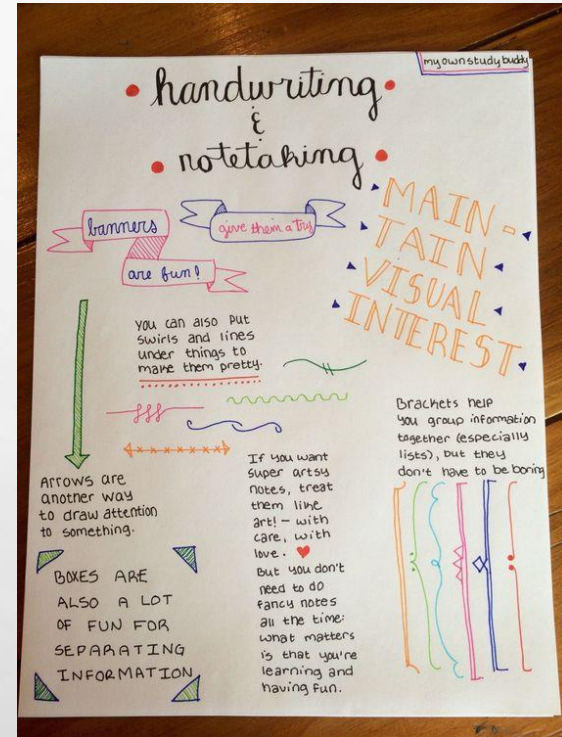 myownstudybuddy
handwriting
&
notetaking
banners
are fun!
give them a try
MAIN-
TAIN
VISUAL
INTEREST
you can also put
swirls and lines
under things to
make them pretty.
Arrows are
another way
to draw attention
to something.
BOXES ARE
ALSO A LOT
OF FUN FOR
SEPARATING
INFORMATION
If you want
super artsy
notes, treat
them like
art! – with
care, with
love. ♥
But you don't
need to do
fancy notes
all the time:
what matters
is that you're
learning and
having fun.
Brackets help
you group information
together (especially
lists), but they
don't have to be boring